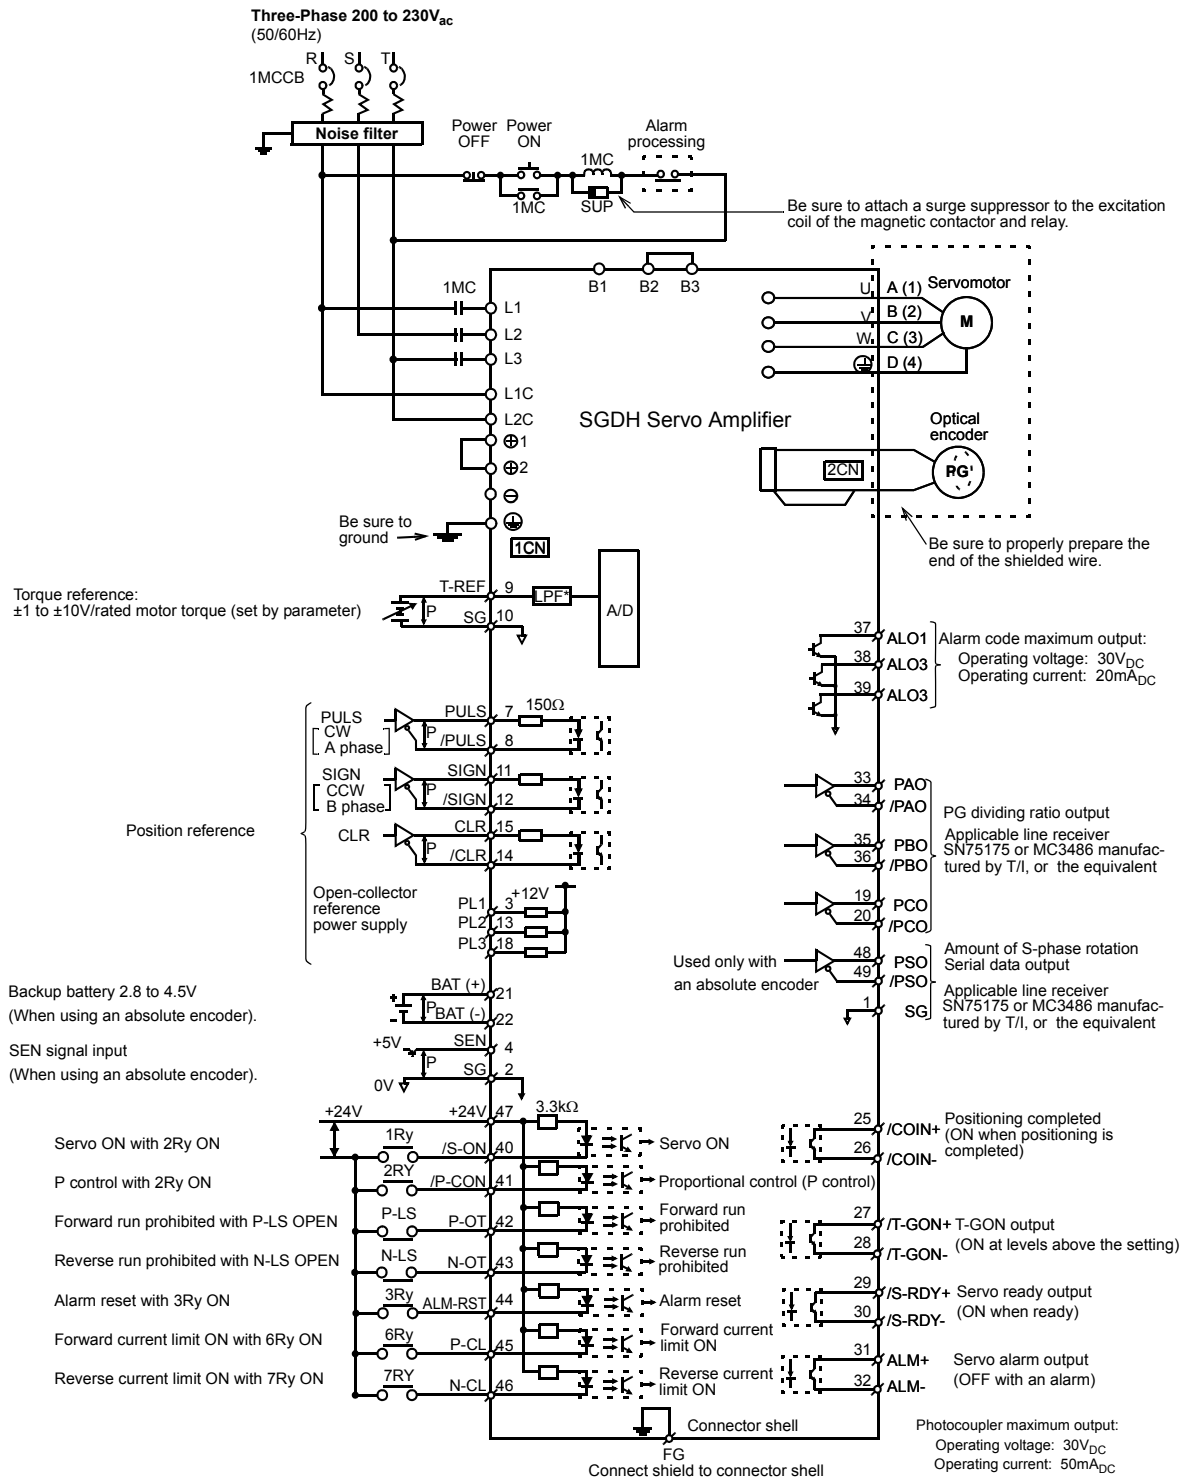 Three-Phase 200 to 230Vac
(50/60Hz)
R S T
1MCCB
Noise filter
Power OFF
Power ON
1MC
1MC
SUP
Alarm processing
Be sure to attach a surge suppressor to the excitation
coil of the magnetic contactor and relay.
B1 B2 B3
1MC
L1
L2
L3
L1C
L2C
⊕1
⊕2
⊖
SGDH Servo Amplifier
U A (1)
V B (2)
W C (3)
D (4)
Servomotor
M
Optical
encoder
2CN
PG
Be sure to properly prepare the
end of the shielded wire.
Be sure to
ground
1CN
Torque reference:
±1 to ±10V/rated motor torque (set by parameter)
P
T-REF 9
SG 10
LPF*
A/D
37 ALO1
38 ALO3
39 ALO3
Alarm code maximum output:
Operating voltage: 30VDC
Operating current: 20mADC
Position reference
PULS
CW
A phase
P
PULS 7
/PULS 8
150Ω
SIGN
CCW
B phase
P
SIGN 11
/SIGN 12
CLR
P
CLR 15
/CLR 14
Open-collector
reference
power supply
PL1 3
PL2 13
PL3 18
+12V
33 PAO
34 /PAO
35 PBO
36 /PBO
19 PCO
20 /PCO
PG dividing ratio output
Applicable line receiver
SN75175 or MC3486 manufac-
tured by T/I, or the equivalent
Used only with
an absolute encoder
48 PSO
49 /PSO
1 SG
Amount of S-phase rotation
Serial data output
Applicable line receiver
SN75175 or MC3486 manufac-
tured by T/I, or the equivalent
Backup battery 2.8 to 4.5V
(When using an absolute encoder).
+
-
P
BAT (+) 21
BAT (-) 22
SEN signal input
(When using an absolute encoder).
+5V
0V
P
SEN 4
SG 2
+24V
+24V 47
3.3kΩ
Servo ON with 2Ry ON
1Ry
/S-ON 40
Servo ON
P control with 2Ry ON
2RY
/P-CON 41
Proportional control (P control)
Forward run prohibited with P-LS OPEN
P-LS
P-OT 42
Forward run
prohibited
Reverse run prohibited with N-LS OPEN
N-LS
N-OT 43
Reverse run
prohibited
Alarm reset with 3Ry ON
3Ry
ALM-RST 44
Alarm reset
Forward current limit ON with 6Ry ON
6Ry
P-CL 45
Forward current
limit ON
Reverse current limit ON with 7Ry ON
7RY
N-CL 46
Reverse current
limit ON
25 /COIN+
26 /COIN-
Positioning completed
(ON when positioning is
completed)
27 /T-GON+
28 /T-GON-
T-GON output
(ON at levels above the setting)
29 /S-RDY+
30 /S-RDY-
Servo ready output
(ON when ready)
31 ALM+
32 ALM-
Servo alarm output
(OFF with an alarm)
Connector shell
FG
Connect shield to connector shell
Photocoupler maximum output:
Operating voltage: 30VDC
Operating current: 50mADC